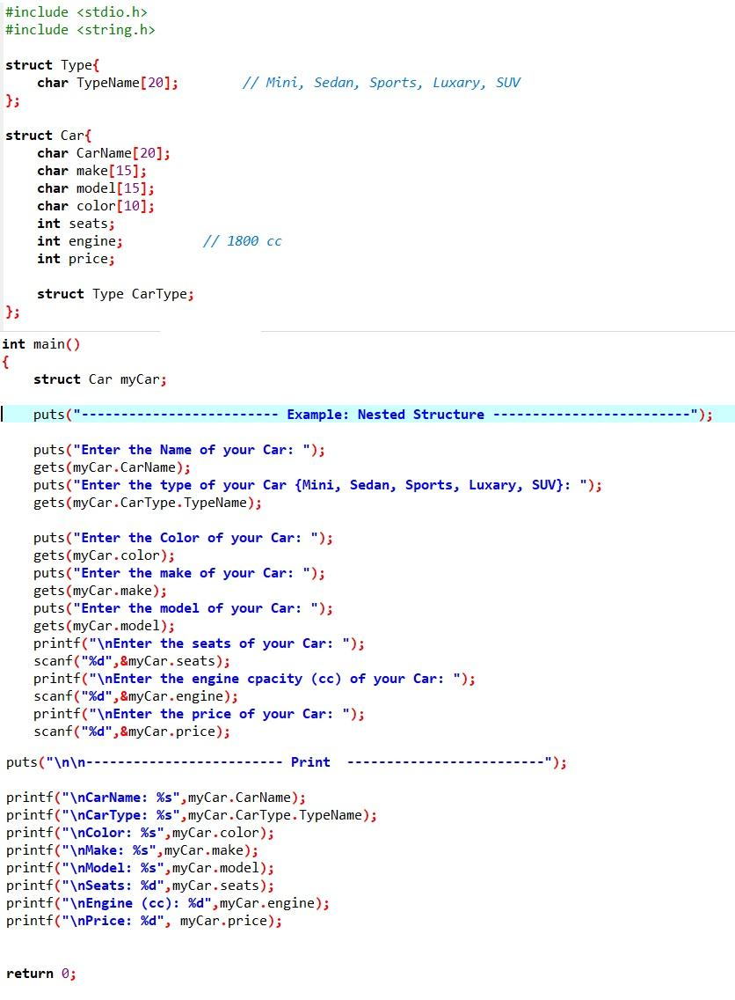 #include <stdio.h>
#include <string.h>
struct Type{
char TypeName[20]; // Mini, Sedan, Sports, Luxary, SUV
};
struct Car{
char CarName[20];
char make[15];
char model[15];
char color[10];
int seats;
int engine; // 1800 cc
int price;
struct Type CarType;
};
int main()
{
struct Car myCar;
puts("------------------------- Example: Nested Structure -------------------------");
puts("Enter the Name of your Car: ");
gets(myCar.CarName);
puts("Enter the type of your Car {Mini, Sedan, Sports, Luxary, SUV}: ");
gets(myCar.CarType.TypeName);
puts("Enter the Color of your Car: ");
gets(myCar.color);
puts("Enter the make of your Car: ");
gets(myCar.make);
puts("Enter the model of your Car: ");
gets(myCar.model);
printf("\nEnter the seats of your Car: ");
scanf("%d",&myCar.seats);
printf("\nEnter the engine cpacity (cc) of your Car: ");
scanf("%d",&myCar.engine);
printf("\nEnter the price of your Car: ");
scanf("%d",&myCar.price);
puts("\n\n------------------------- Print  -------------------------");
printf("\nCarName: %s",myCar.CarName);
printf("\nCarType: %s",myCar.CarType.TypeName);
printf("\nColor: %s",myCar.color);
printf("\nMake: %s",myCar.make);
printf("\nModel: %s",myCar.model);
printf("\nSeats: %d",myCar.seats);
printf("\nEngine (cc): %d",myCar.engine);
printf("\nPrice: %d", myCar.price);
return 0;